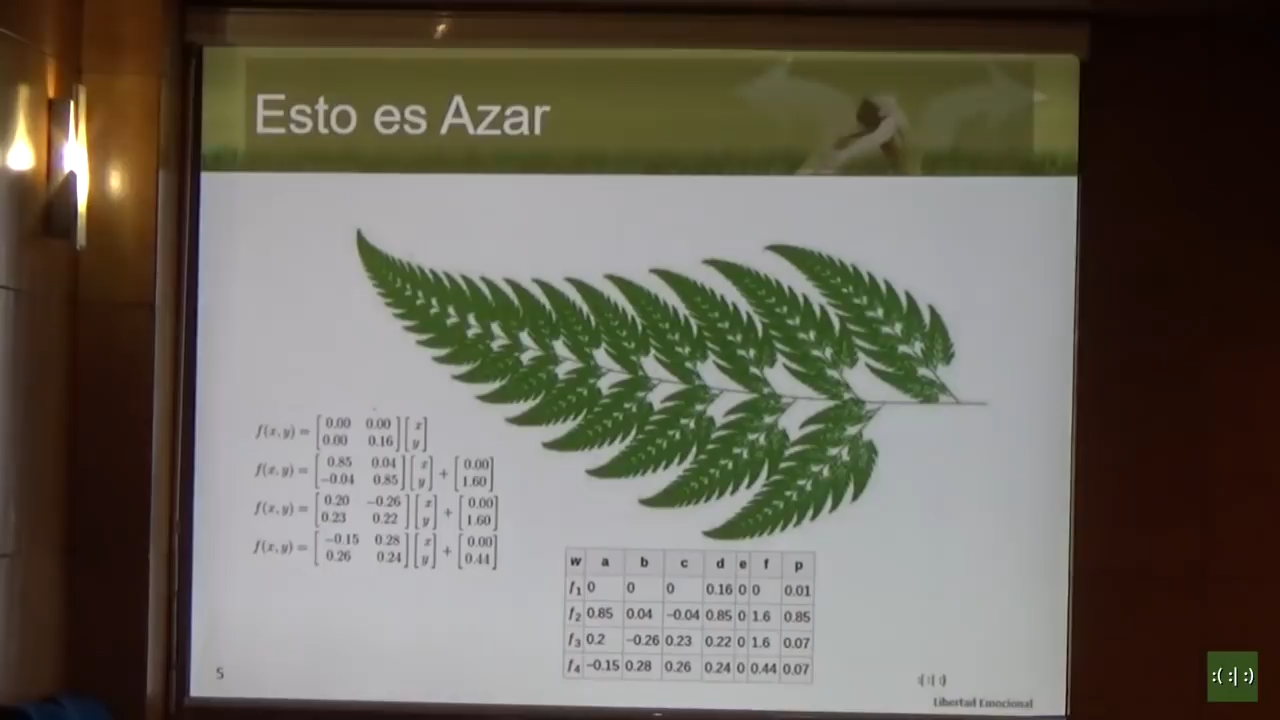 Esto es Azar
f(x, y) = [ 0.00 0.00 ] [ x ]
[ 0.00 0.16 ] [ y ]
f(x, y) = [ 0.85 0.04 ] [ x ] + [ 0.00 ]
[ −0.04 0.85 ] [ y ] [ 1.60 ]
f(x, y) = [ 0.20 −0.26 ] [ x ] + [ 0.00 ]
[ 0.23 0.22 ] [ y ] [ 1.60 ]
f(x, y) = [ −0.15 0.28 ] [ x ] + [ 0.00 ]
[ 0.26 0.24 ] [ y ] [ 0.44 ]
w a b c d e f p
f1 0 0 0 0.16 0 0 0.01
f2 0.85 0.04 −0.04 0.85 0 1.6 0.85
f3 0.2 −0.26 0.23 0.22 0 1.6 0.07
f4 −0.15 0.28 0.26 0.24 0 0.44 0.07
5
:(:|:)
Libertad Emocional
:( :| :)